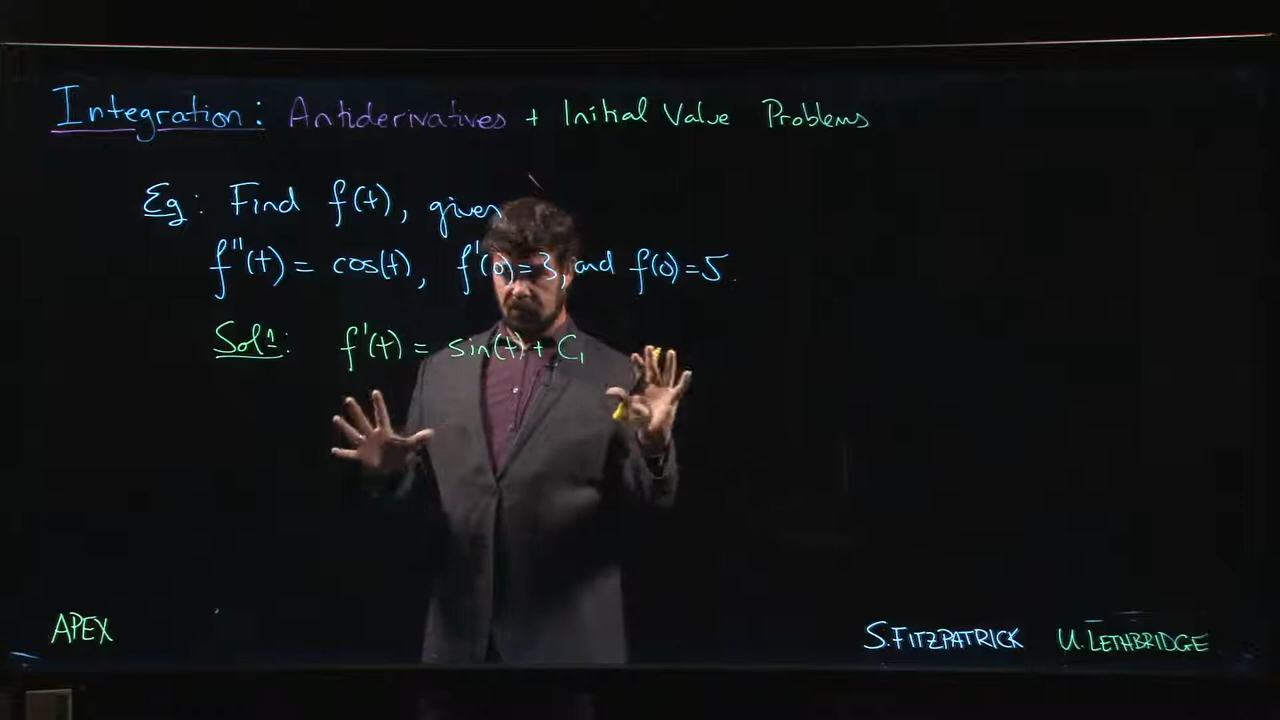 Integration: Antiderivatives + Initial Value Problems
Eg: Find f(t), given
f''(t) = cos(t), f'(0)=3, and f(0)=5.
Solⁿ: f'(t) = sin(t) + C₁
APEX
S.FITZPATRICK U.LETHBRIDGE